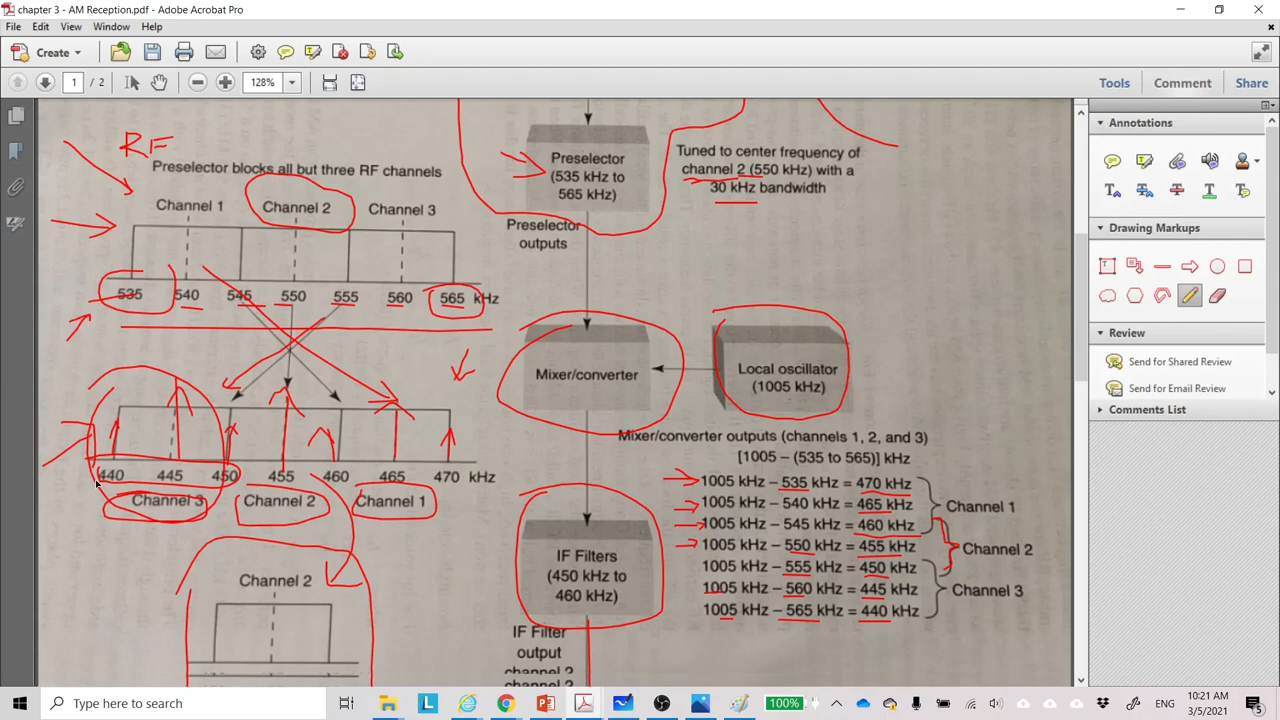 chapter 3 - AM Reception.pdf - Adobe Acrobat Pro
File Edit View Window Help
Create
1 / 2
128%
Tools Comment Share
RF
Preselector blocks all but three RF channels
Channel 1 Channel 2 Channel 3
535 540 545 550 555 560 565 kHz
440 445 450 455 460 465 470 kHz
Channel 3 Channel 2 Channel 1
Channel 2
Preselector
(535 kHz to
565 kHz)
Tuned to center frequency of
channel 2 (550 kHz) with a
30 kHz bandwidth
Preselector
outputs
Mixer/converter
Local oscillator
(1005 kHz)
Mixer/converter outputs (channels 1, 2, and 3)
[1005 – (535 to 565)] kHz
1005 kHz – 535 kHz = 470 kHz
1005 kHz – 540 kHz = 465 kHz
1005 kHz – 545 kHz = 460 kHz
1005 kHz – 550 kHz = 455 kHz
1005 kHz – 555 kHz = 450 kHz
1005 kHz – 560 kHz = 445 kHz
1005 kHz – 565 kHz = 440 kHz
Channel 1
Channel 2
Channel 3
IF Filters
(450 kHz to
460 kHz)
IF Filter
output
channel 2
channel 2
Annotations
Drawing Markups
Review
Send for Shared Review
Send for Email Review
Comments List
Type here to search
100%
10:21 AM
3/5/2021
5